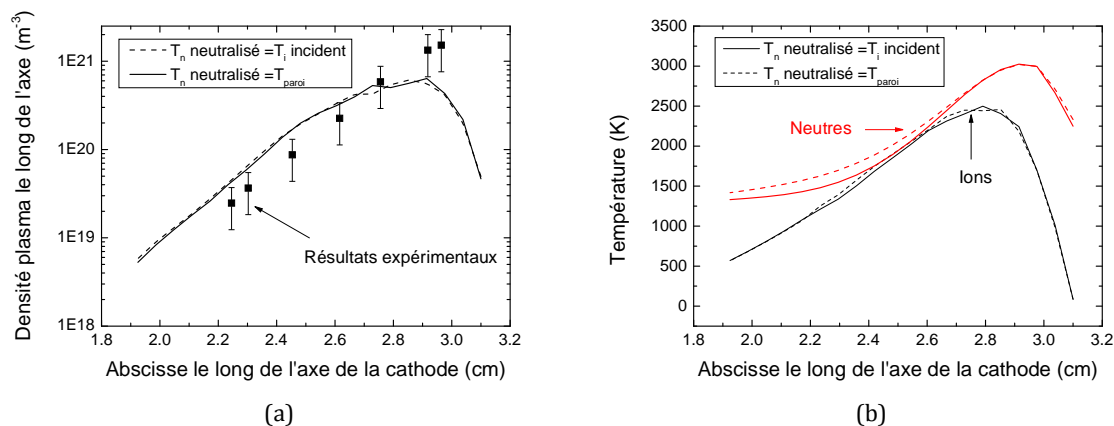 Densité plasma le long de l'axe (m⁻³)
1E21
1E20
1E19
1E18
Tₙ neutralisé =Tᵢ incident
Tₙ neutralisé =T_paroi
Résultats expérimentaux
1.8 2.0 2.2 2.4 2.6 2.8 3.0 3.2
Abscisse le long de l'axe de la cathode (cm)
(a)
Température (K)
3500
3000
2500
2000
1500
1000
500
0
Tₙ neutralisé =Tᵢ incident
Tₙ neutralisé =T_paroi
Neutres
Ions
1.8 2.0 2.2 2.4 2.6 2.8 3.0 3.2
Abscisse le long de l'axe de la cathode (cm)
(b)